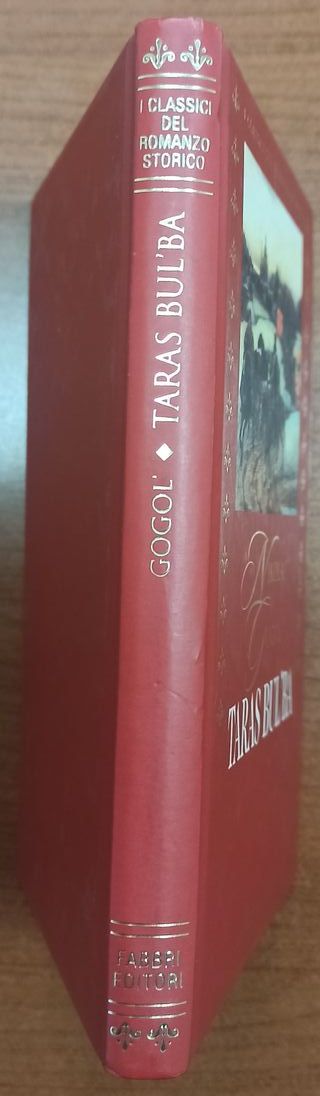 I CLASSICI
DEL
ROMANZO
STORICO
GOGOL' ◆ TARAS BUL'BA
FABBRI
EDITORI
TARAS BUL'BA